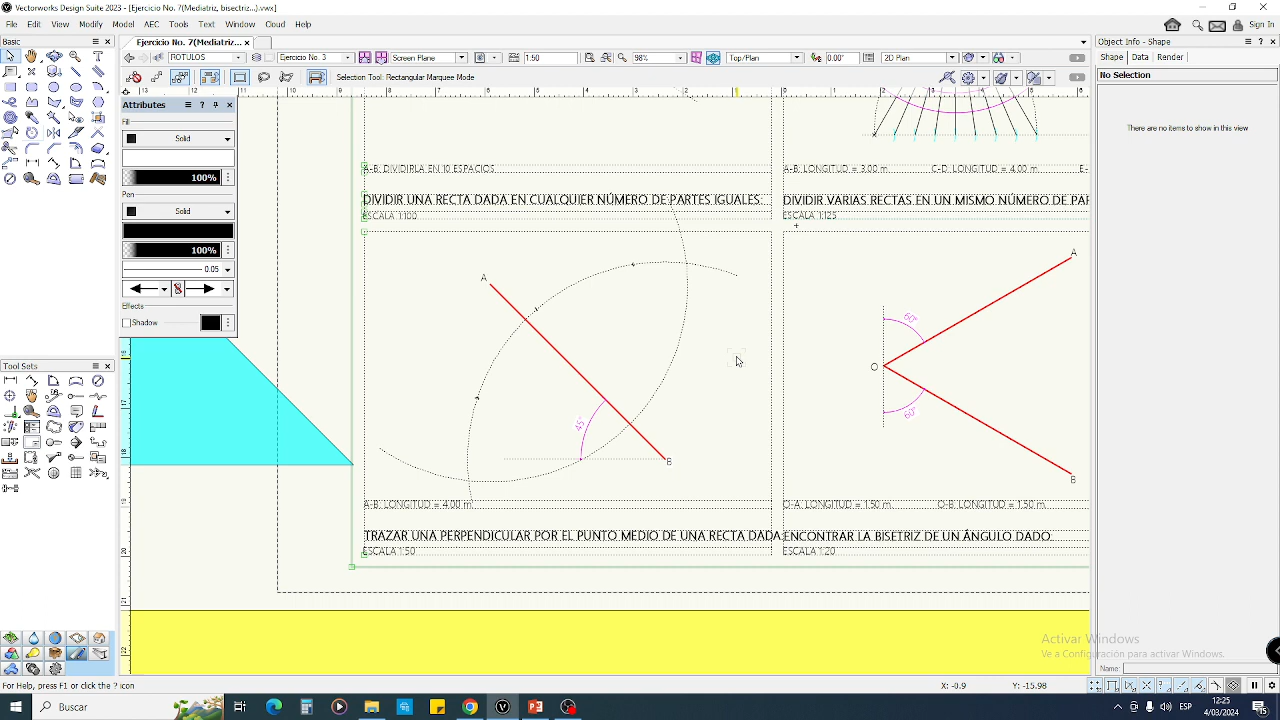 Vectorworks Design Suite 2023 - [Ejercicio No. 7(Mediatriz, bisectriz...).vwx]
File Edit View Modify Model AEC Tools Text Window Cloud Help
Basic
Ejercicio No. 7(Mediatriz...
Object Info - Shape
ROTULOS
Ejercicio No. 3
Screen Plane
1:50
98%
Top/Plan
0.00°
2D Plan
Shape Data Render
Selection Tool: Rectangular Marquee Mode
No Selection
There are no items to show in this view
Attributes
Fill
Solid
100%
Pen
Solid
100%
0.05
Effects
Shadow
Tool Sets
A-B: DIVIDIRLA EN 10 ESPACIOS
DIVIDIR UNA RECTA DADA EN CUALQUIER NÚMERO DE PARTES IGUALES.
ESCALA 1:100
A-B: LONGITUD = 3.00 m. C-D: LONGITUD = 4.00 m. E-
DIVIDIR VARIAS RECTAS EN UN MISMO NÚMERO DE PAR
ESCALA 1:125
A
45°
B
A-B: LONGITUD = 4.00 m.
TRAZAR UNA PERPENDICULAR POR EL PUNTO MEDIO DE UNA RECTA DADA.
ESCALA 1:50
A
60°
O
60°
B
O-A: LONGITUD = 1.50 m. O-B: LONGITUD = 1.50 m.
ENCONTRAR LA BISETRIZ DE UN ÁNGULO DADO.
ESCALA 1:20
Activar Windows
Ve a Configuración para activar Windows.
Name:
For Help, press F1 or click the ? icon
X: -0.9 Y: -15.98
Buscar
ESP
12:25
4/03/2024